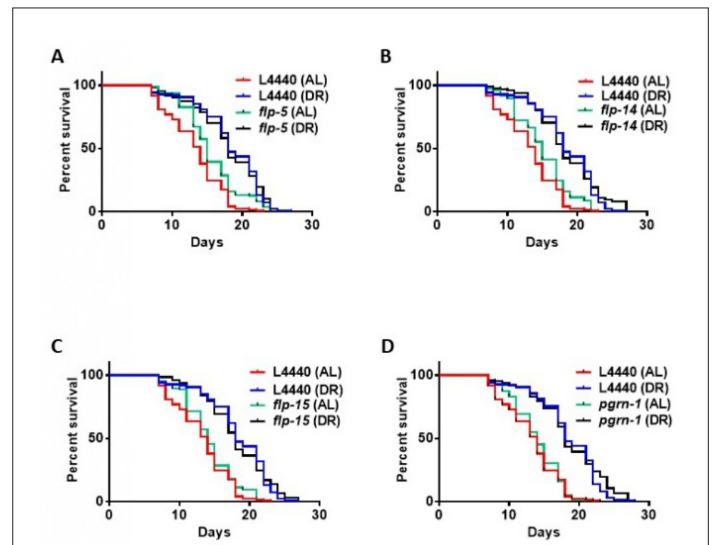 A
L4440 (AL)
L4440 (DR)
flp-5 (AL)
flp-5 (DR)
Percent survival
100
50
0
0 10 20 30
Days
B
L4440 (AL)
L4440 (DR)
flp-14 (AL)
flp-14 (DR)
Percent survival
100
50
0
0 10 20 30
Days
C
L4440 (AL)
L4440 (DR)
flp-15 (AL)
flp-15 (DR)
Percent survival
100
50
0
0 10 20 30
Days
D
L4440 (AL)
L4440 (DR)
pgrn-1 (AL)
pgrn-1 (DR)
Percent survival
100
50
0
0 10 20 30
Days